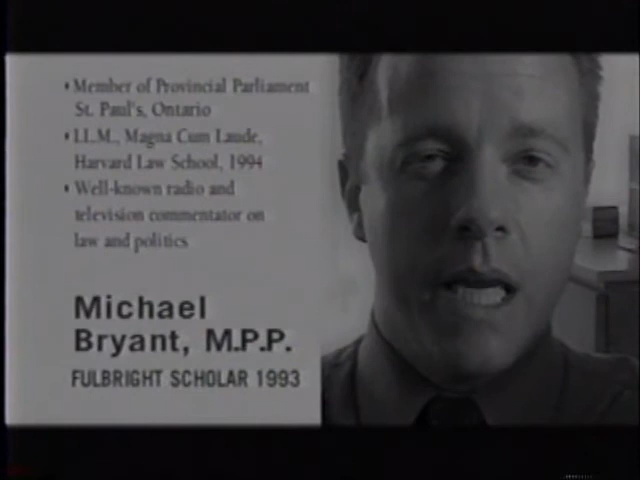 • Member of Provincial Parliament
St. Paul's, Ontario
• LL.M., Magna Cum Laude,
Harvard Law School, 1994
• Well-known radio and
television commentator on
law and politics
Michael
Bryant, M.P.P.
FULBRIGHT SCHOLAR 1993